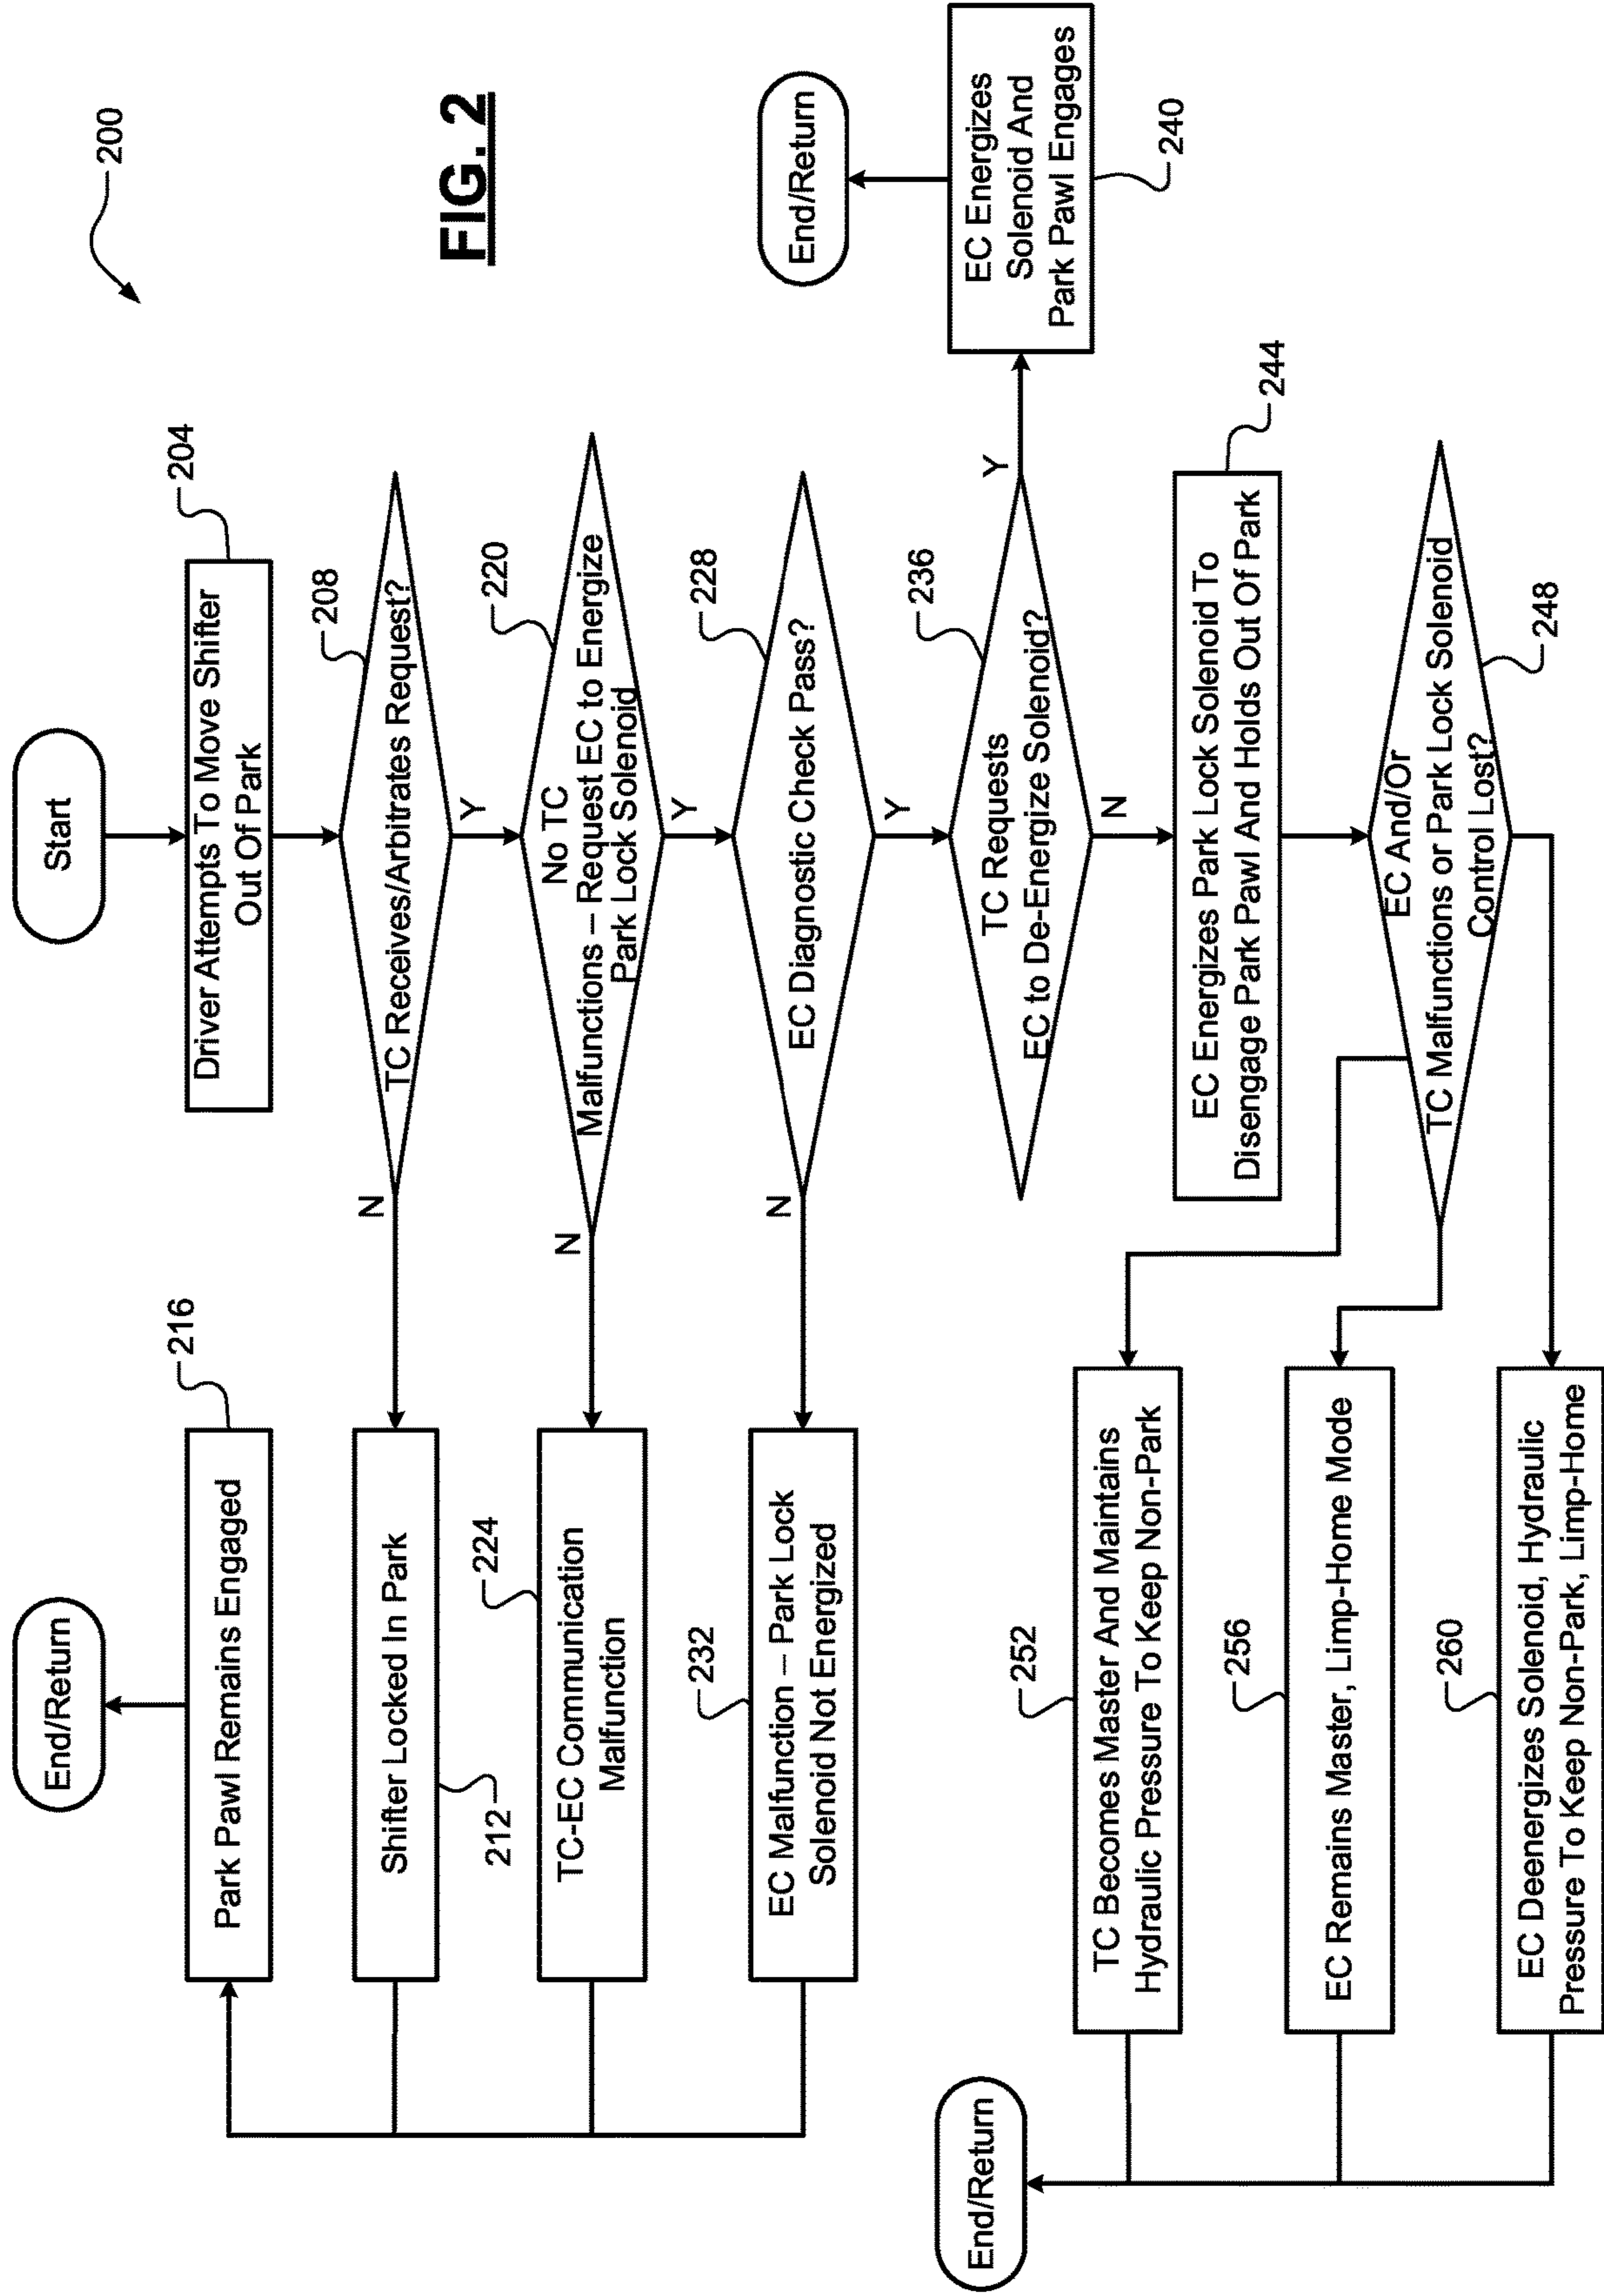 200
FIG. 2
Start
Driver Attempts To Move Shifter
Out Of Park
204
TC Receives/Arbitrates Request?
208
N
Y
Shifter Locked In Park
212
End/Return
Park Pawl Remains Engaged
216
No TC
Malfunctions – Request EC to Energize
Park Lock Solenoid
220
N
Y
TC-EC Communication
Malfunction
224
EC Diagnostic Check Pass?
228
N
Y
EC Malfunction – Park Lock
Solenoid Not Energized
232
TC Requests
EC to De-Energize Solenoid?
236
Y
N
EC Energizes
Solenoid And
Park Pawl Engages
240
End/Return
EC Energizes Park Lock Solenoid To
Disengage Park Pawl And Holds Out Of Park
244
EC And/Or
TC Malfunctions or Park Lock Solenoid
Control Lost?
248
TC Becomes Master And Maintains
Hydraulic Pressure To Keep Non-Park
252
EC Remains Master, Limp-Home Mode
256
EC Deenergizes Solenoid, Hydraulic
Pressure To Keep Non-Park, Limp-Home
260
End/Return